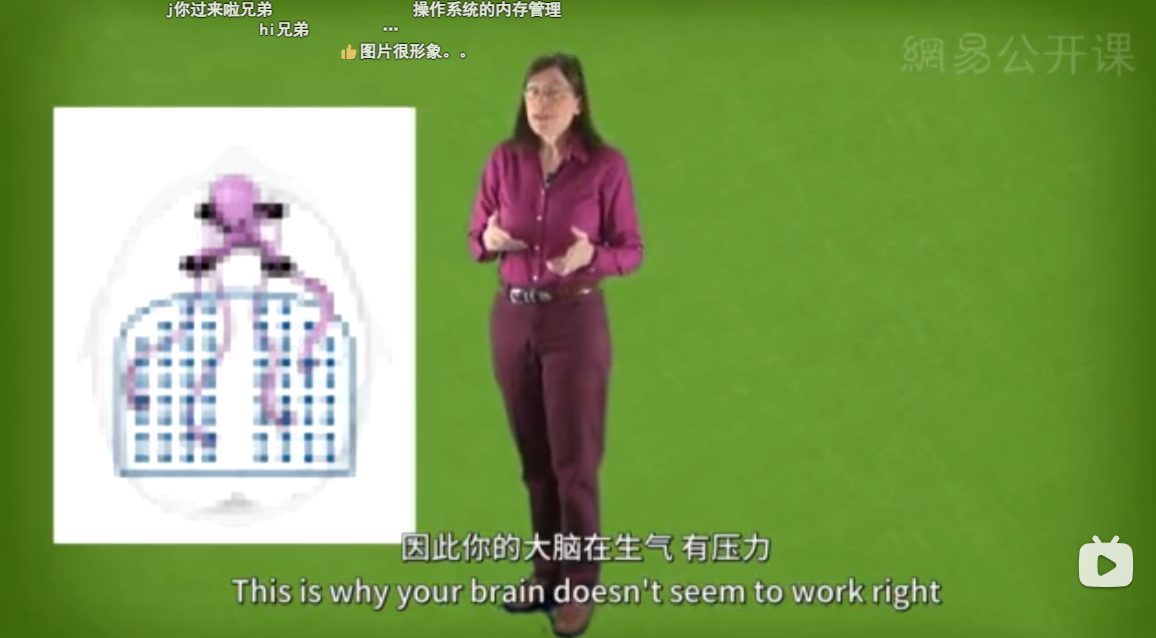 j你过来啦兄弟
操作系统的内存管理
hi兄弟
...
👍图片很形象。。
網易公开课
因此你的大脑在生气 有压力
This is why your brain doesn't seem to work right